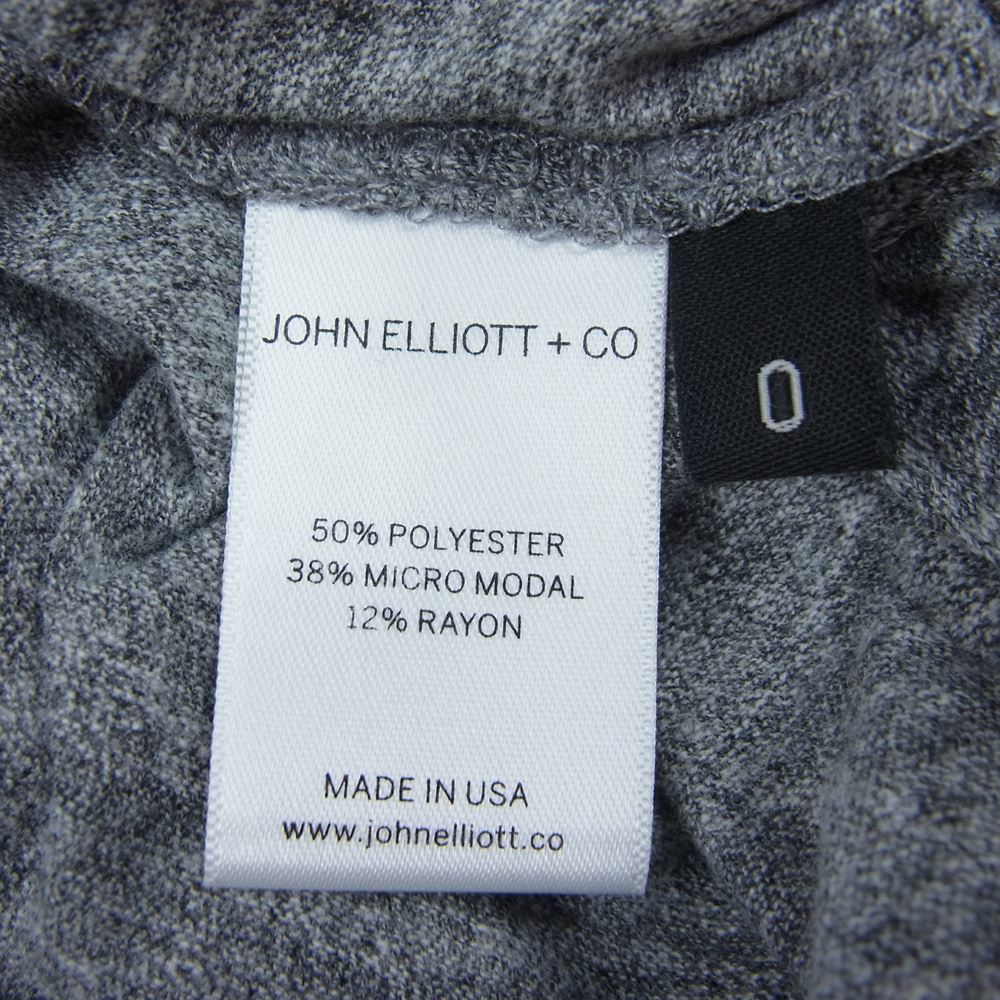 JOHN ELLIOTT + CO
0
50% POLYESTER
38% MICRO MODAL
12% RAYON
MADE IN USA
www.johnelliott.co